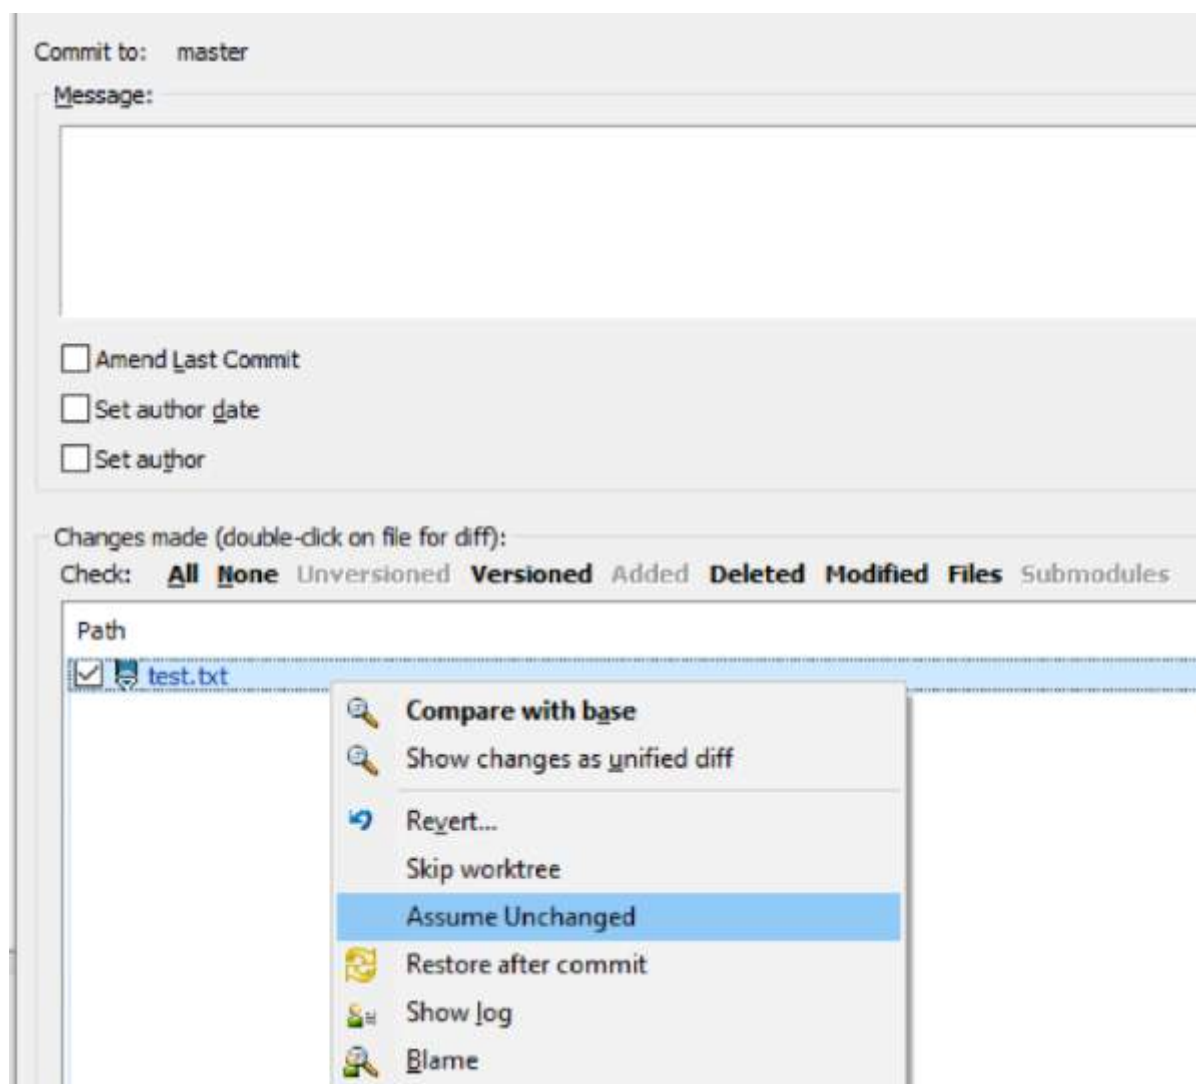 Commit to: master
Message:
Amend Last Commit
Set author date
Set author
Changes made (double-click on file for diff):
Check: All None Unversioned Versioned Added Deleted Modified Files Submodules
Path
test.txt
Compare with base
Show changes as unified diff
Revert...
Skip worktree
Assume Unchanged
Restore after commit
Show log
Blame